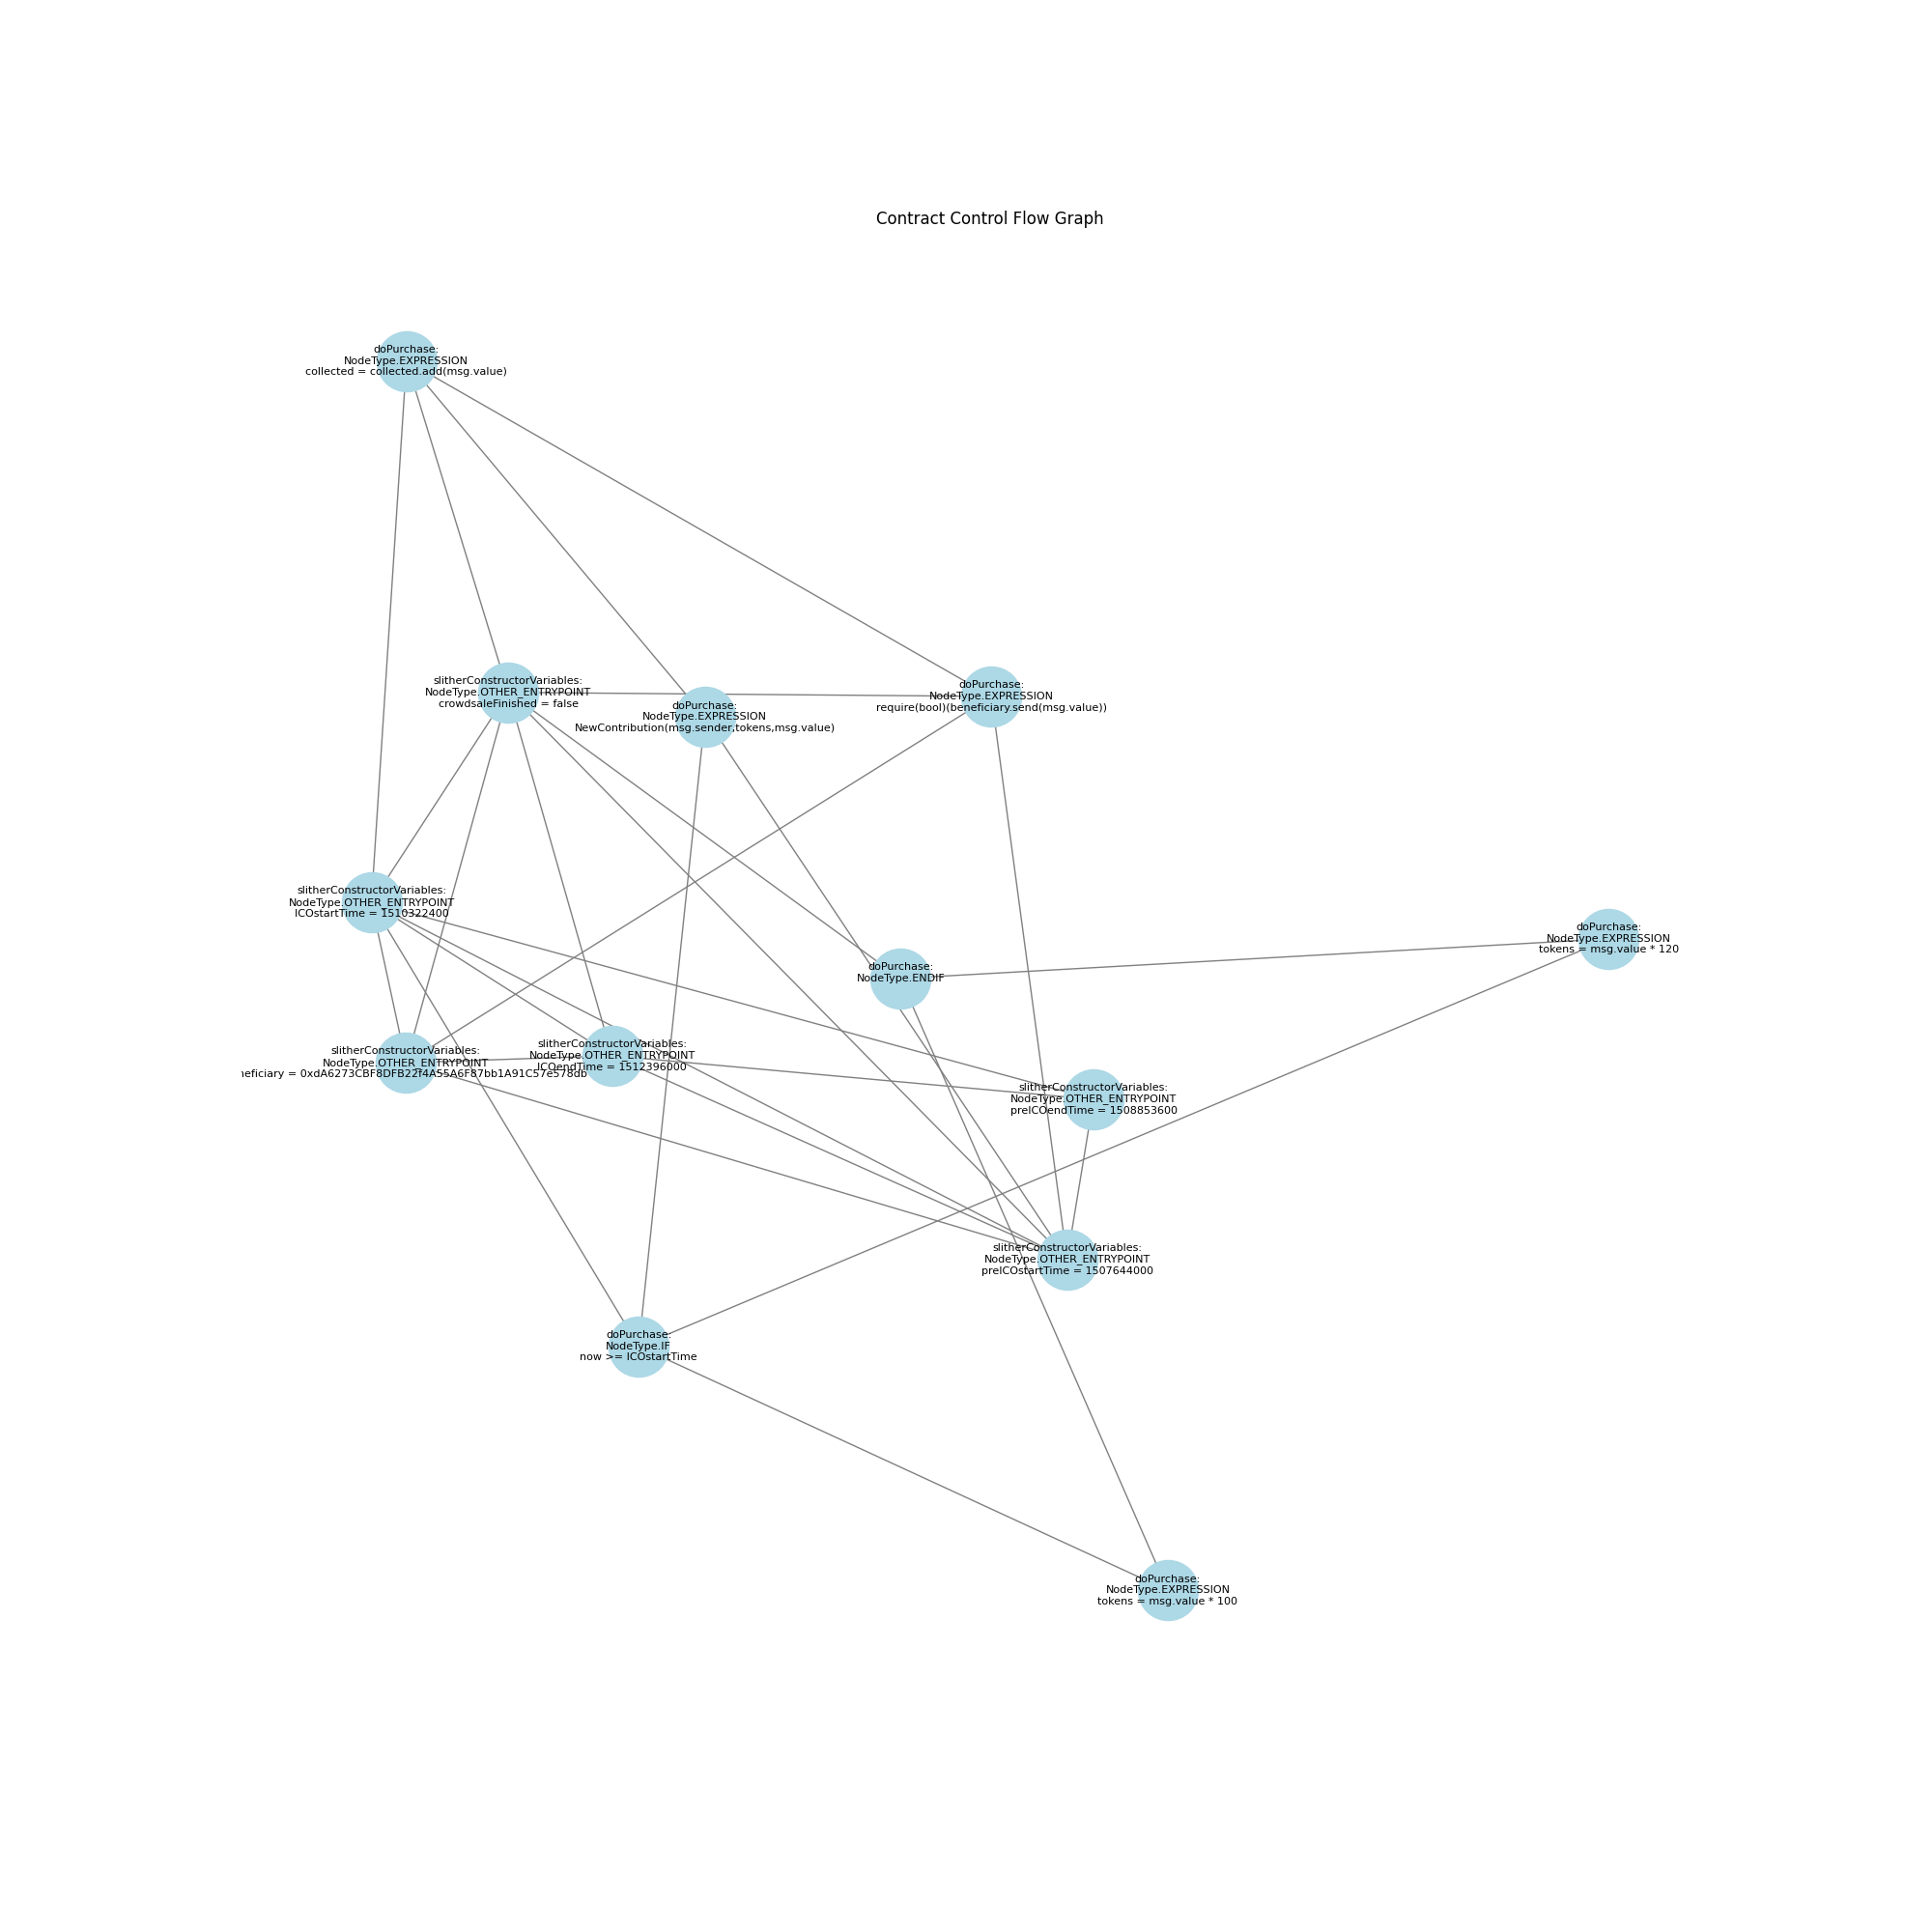 Contract Control Flow Graph
doPurchase:
NodeType.EXPRESSION
collected = collected.add(msg.value)
slitherConstructorVariables:
NodeType.OTHER_ENTRYPOINT
crowdsaleFinished = false
doPurchase:
NodeType.EXPRESSION
NewContribution(msg.sender,tokens,msg.value)
doPurchase:
NodeType.EXPRESSION
require(bool)(beneficiary.send(msg.value))
slitherConstructorVariables:
NodeType.OTHER_ENTRYPOINT
ICOstartTime = 1510322400
doPurchase:
NodeType.EXPRESSION
tokens = msg.value * 120
doPurchase:
NodeType.ENDIF
slitherConstructorVariables:
NodeType.OTHER_ENTRYPOINT
neficiary = 0xdA6273CBF8DFB22f4A55A6F87bb1A91C57e578db
slitherConstructorVariables:
NodeType.OTHER_ENTRYPOINT
ICOendTime = 1512396000
slitherConstructorVariables:
NodeType.OTHER_ENTRYPOINT
preICOendTime = 1508853600
slitherConstructorVariables:
NodeType.OTHER_ENTRYPOINT
preICOstartTime = 1507644000
doPurchase:
NodeType.IF
now >= ICOstartTime
doPurchase:
NodeType.EXPRESSION
tokens = msg.value * 100